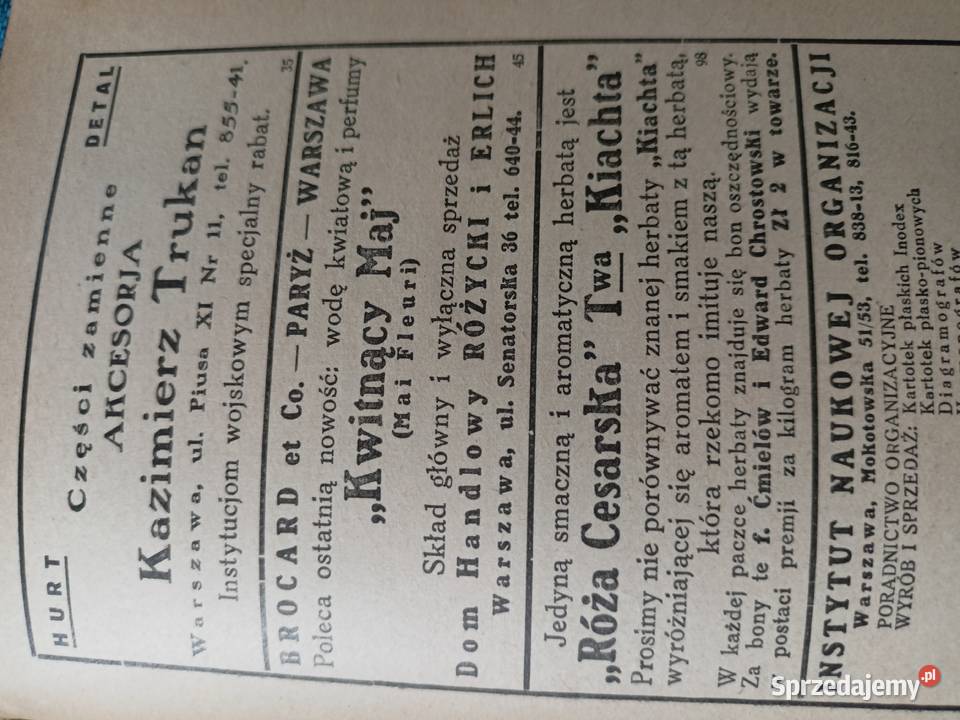 HURT
DETAL
Części zamienne
AKCESORJA
Kazimierz Trukan
Warszawa, ul. Piusa XI Nr 11, tel. 855-41.
Instytucjom wojskowym specjalny rabat.
35
BROCARD et Co. — PARYŻ — WARSZAWA
Poleca ostatnią nowość: wodę kwiatową i perfumy
„Kwitnący Maj”
(Mai Fleuri)
Skład główny i wyłączna sprzedaż
Dom Handlowy RÓŻYCKI i ERLICH
Warszawa, ul. Senatorska 36 tel. 640-44.
45
Jedyną smaczną i aromatyczną herbatą jest
„Róża Cesarska” Twa „Kiachta”
Prosimy nie porównywać znanej herbaty „Kiachta”
wyróżniającej się aromatem i smakiem z tą herbatą,
która rzekomo imituje naszą.
98
W każdej paczce herbaty znajduje się bon oszczędnościowy.
Za bony te f. Ćmielów i Edward Chrostowski wydają
w postaci premji za kilogram herbaty Zł 2 w towarze.
INSTYTUT NAUKOWEJ ORGANIZACJI
Warszawa, Mokotowska 51/53, tel. 838-13, 816-43.
PORADNICTWO ORGANIZACYJNE
WYRÓB I SPRZEDAŻ: Kartotek płaskich Inodex
Kartotek płasko-pionowych
Diagramografów
Sprzedajemy.pl